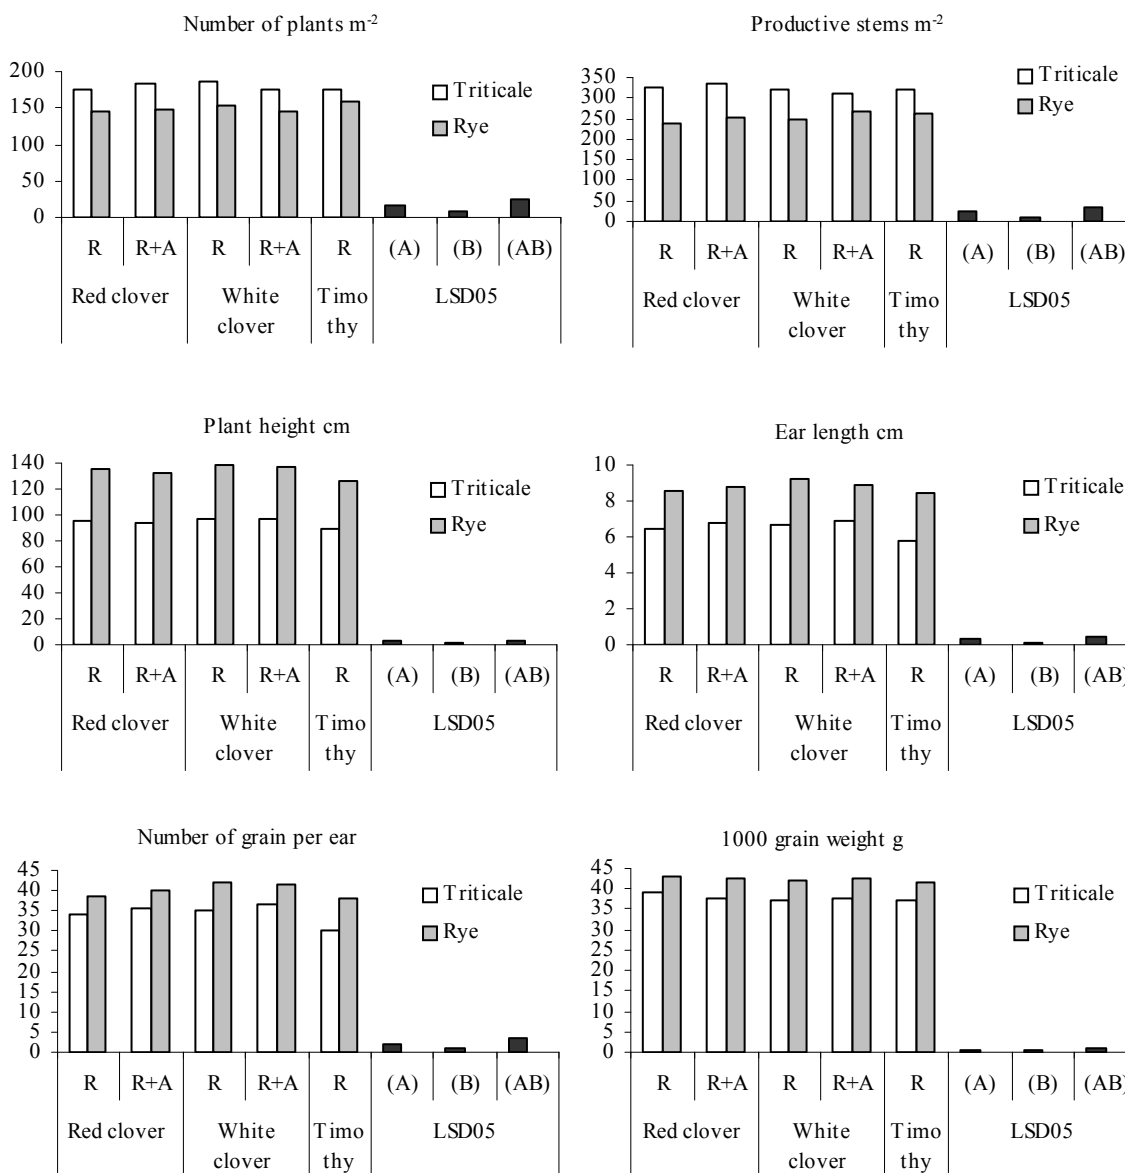 Number of plants m-2
200
150
100
50
0
Triticale
Rye
R R+A R R+A R (A) (B) (AB)
Red clover White clover Timo thy LSD05
Productive stems m-2
350
300
250
200
150
100
50
0
Triticale
Rye
R R+A R R+A R (A) (B) (AB)
Red clover White clover Timo thy LSD05
Plant height cm
140
120
100
80
60
40
20
0
Triticale
Rye
R R+A R R+A R (A) (B) (AB)
Red clover White clover Timo thy LSD05
Ear length cm
10
8
6
4
2
0
Triticale
Rye
R R+A R R+A R (A) (B) (AB)
Red clover White clover Timo thy LSD05
Number of grain per ear
45
40
35
30
25
20
15
10
5
0
Triticale
Rye
R R+A R R+A R (A) (B) (AB)
Red clover White clover Timo thy LSD05
1000 grain weight g
45
40
35
30
25
20
15
10
5
0
Triticale
Rye
R R+A R R+A R (A) (B) (AB)
Red clover White clover Timo thy LSD05